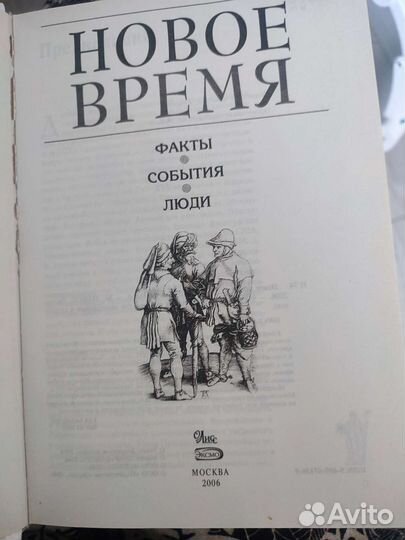 НОВОЕ
ВРЕМЯ
ФАКТЫ
СОБЫТИЯ
ЛЮДИ
ЭКСМО
МОСКВА
2006
Avito